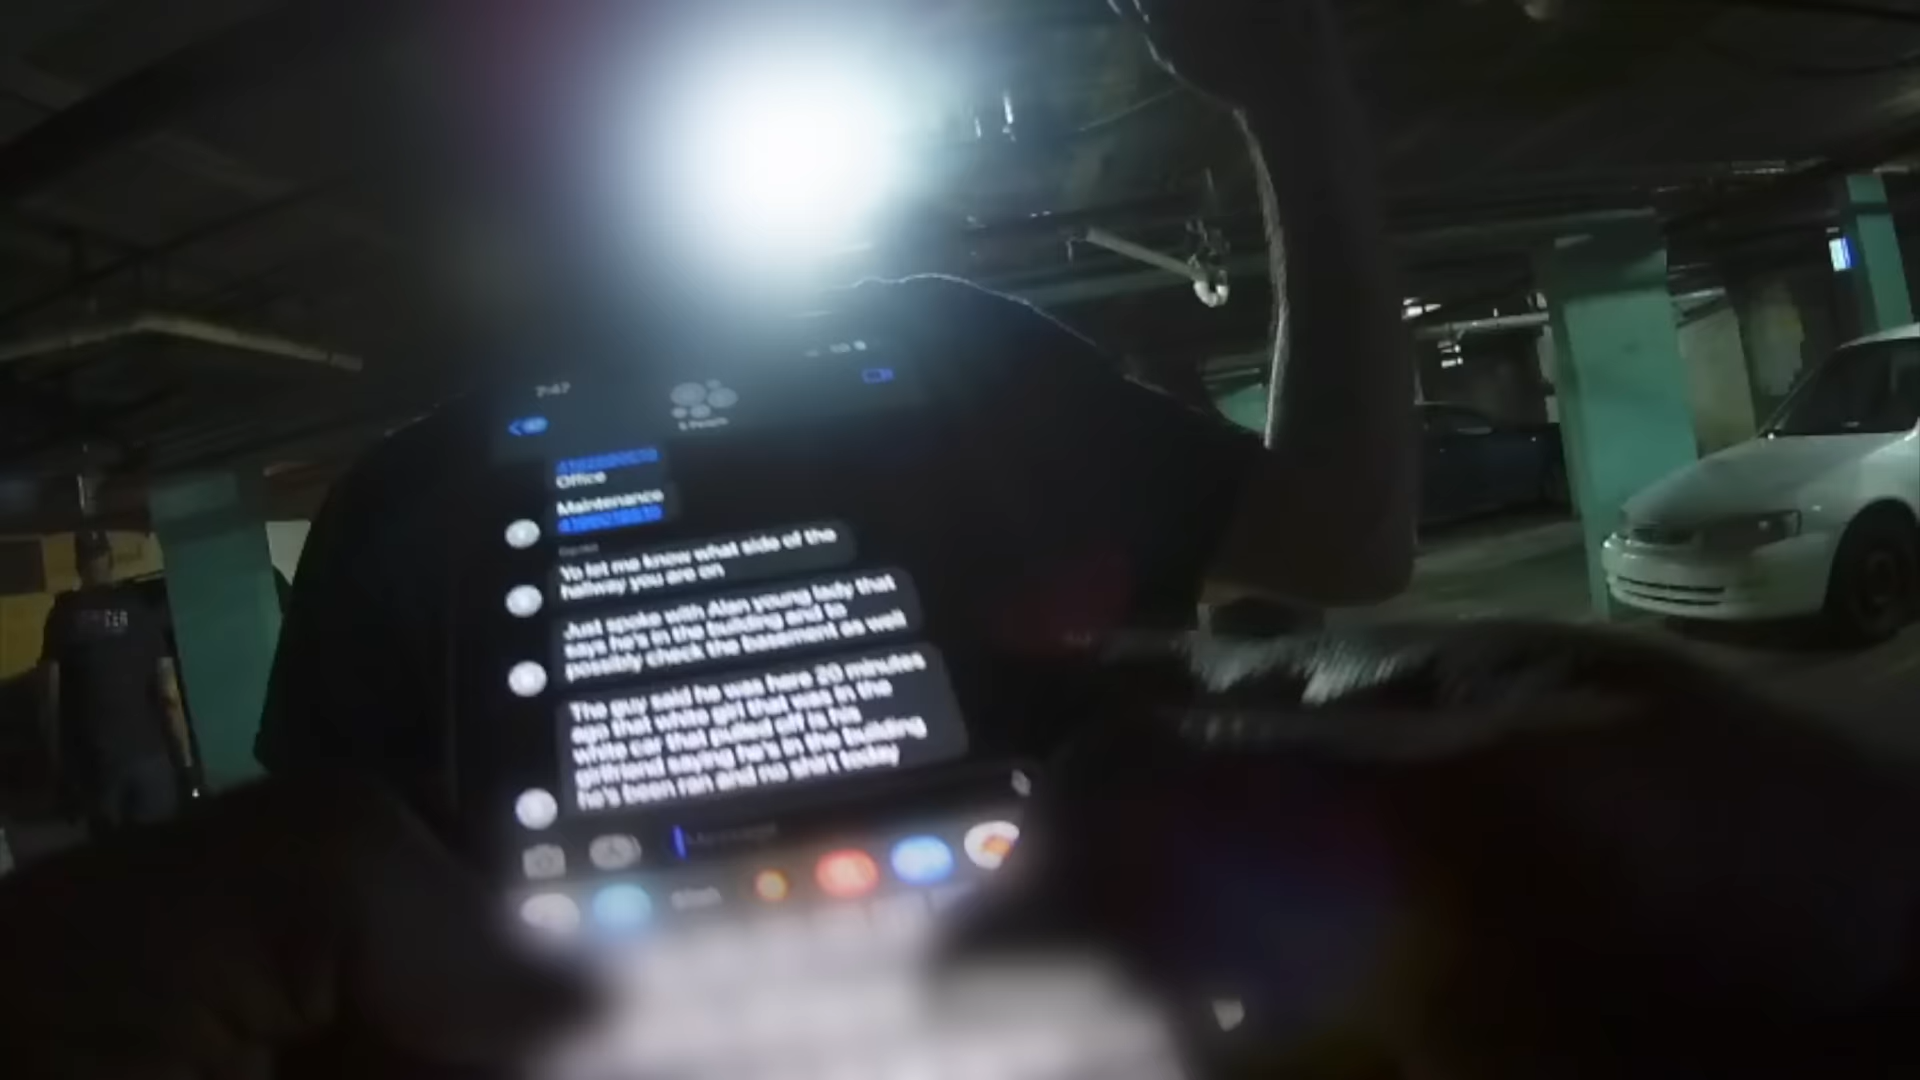 7:47
Office
Maintenance
Yo let me know what side of the
hallway you are on
Just spoke with Alan young lady that
says he's in the building and to
possibly check the basement as well
The guy said he was here 20 minutes
ago that white girl that was in the
white car that pulled off is his
girlfriend saying he's in the building
he's been ran and no shirt today